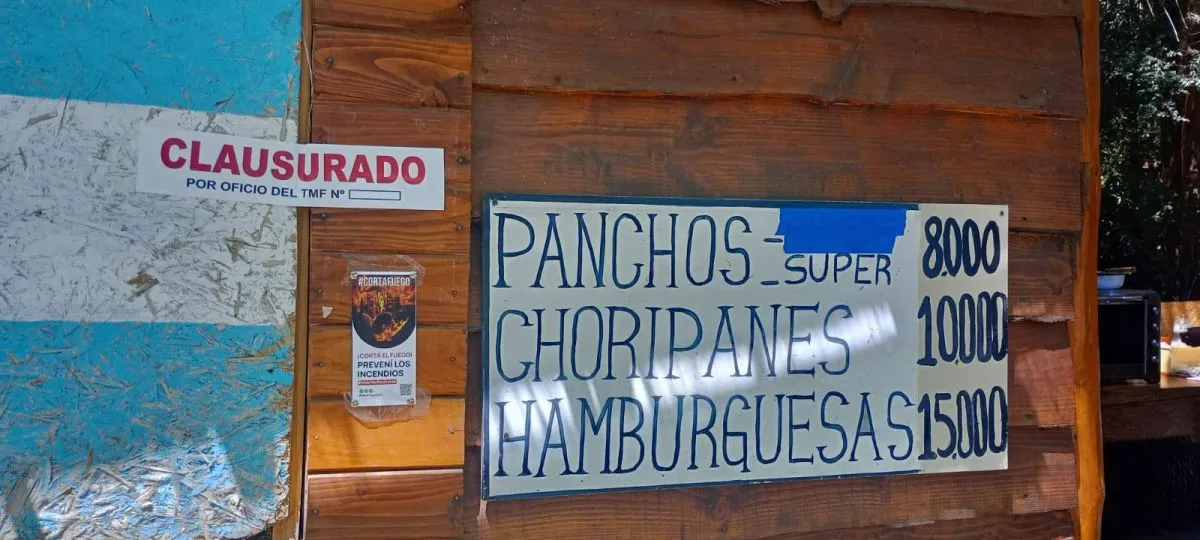 CLAUSURADO
POR OFICIO DEL TMF Nº
#CORTAFUEGO
¡CORTÁ EL FUEGO!
PREVENÍ LOS
INCENDIOS
PANCHOS - SUPER 8.000
CHORIPANES 10.000
HAMBURGUESAS 15.000